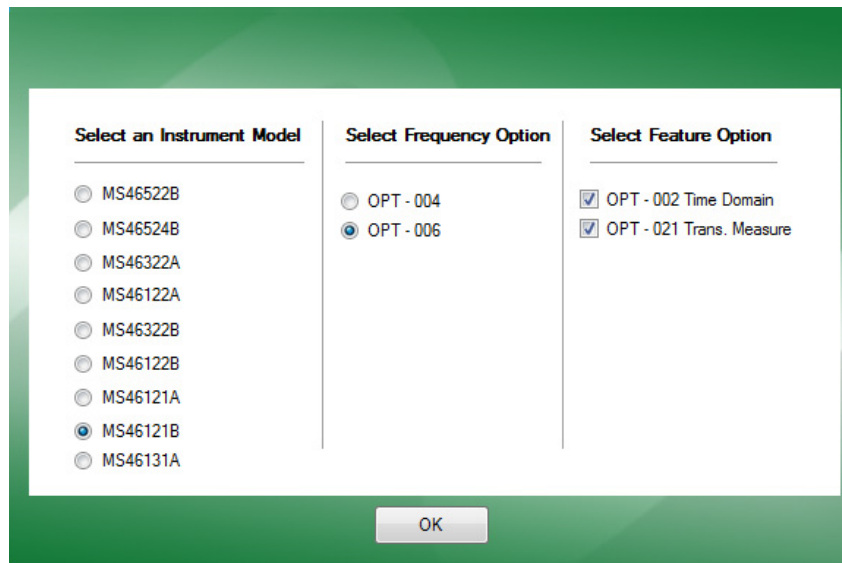 Select an Instrument Model
MS46522B
MS46524B
MS46322A
MS46122A
MS46322B
MS46122B
MS46121A
MS46121B
MS46131A
Select Frequency Option
OPT - 004
OPT - 006
Select Feature Option
OPT - 002 Time Domain
OPT - 021 Trans. Measure
OK